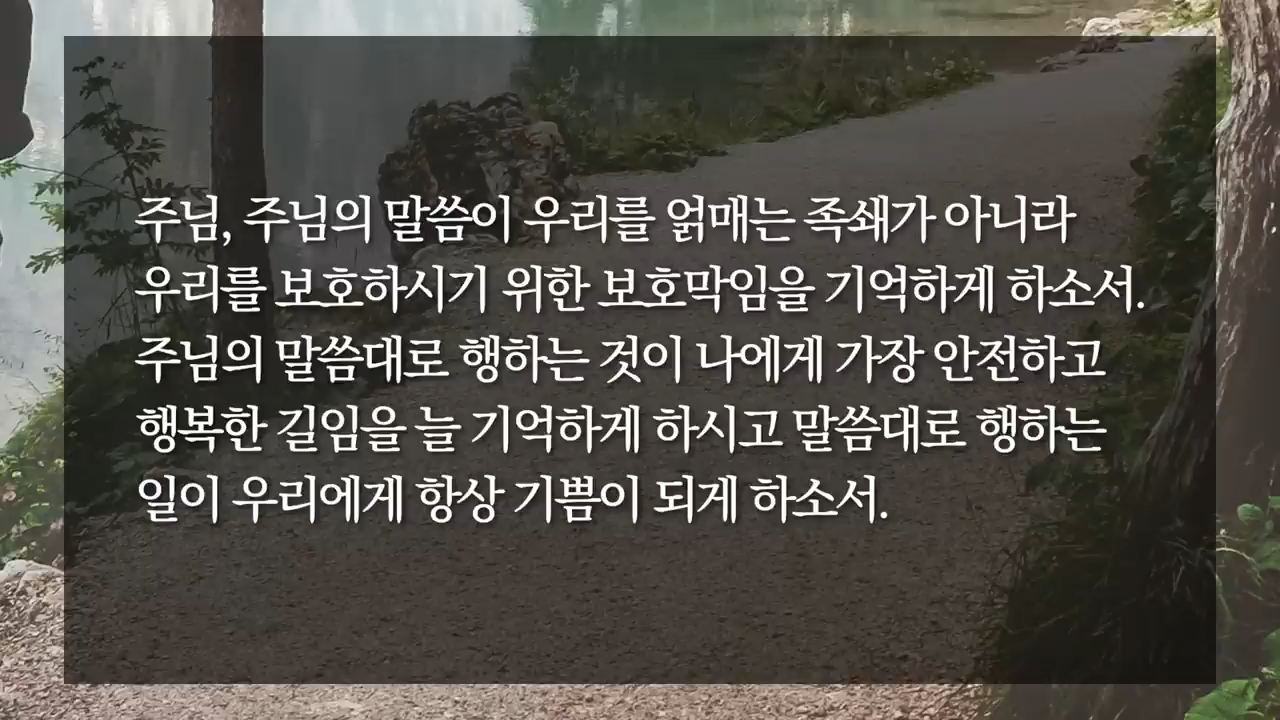 주님, 주님의 말씀이 우리를 얽매는 족쇄가 아니라
우리를 보호하시기 위한 보호막임을 기억하게 하소서.
주님의 말씀대로 행하는 것이 나에게 가장 안전하고
행복한 길임을 늘 기억하게 하시고 말씀대로 행하는
일이 우리에게 항상 기쁨이 되게 하소서.